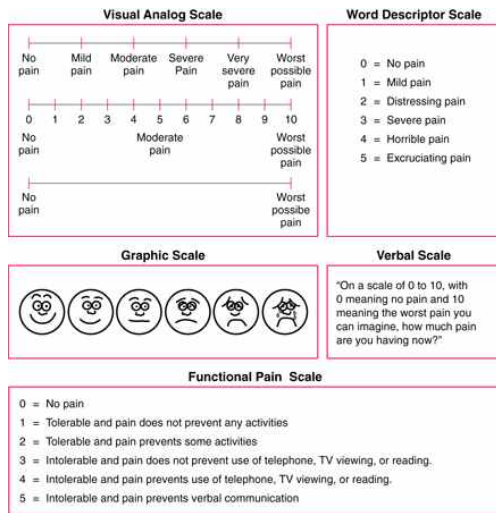 Visual Analog Scale
No pain
Mild pain
Moderate pain
Severe Pain
Very severe pain
Worst possible pain
0 1 2 3 4 5 6 7 8 9 10
No pain
Moderate pain
Worst possible pain
No pain
Worst possibe pain
Word Descriptor Scale
0 = No pain
1 = Mild pain
2 = Distressing pain
3 = Severe pain
4 = Horrible pain
5 = Excruciating pain
Graphic Scale
Verbal Scale
“On a scale of 0 to 10, with
0 meaning no pain and 10
meaning the worst pain you
can imagine, how much pain
are you having now?”
Functional Pain Scale
0 = No pain
1 = Tolerable and pain does not prevent any activities
2 = Tolerable and pain prevents some activities
3 = Intolerable and pain does not prevent use of telephone, TV viewing, or reading.
4 = Intolerable and pain prevents use of telephone, TV viewing, or reading.
5 = Intolerable and pain prevents verbal communication